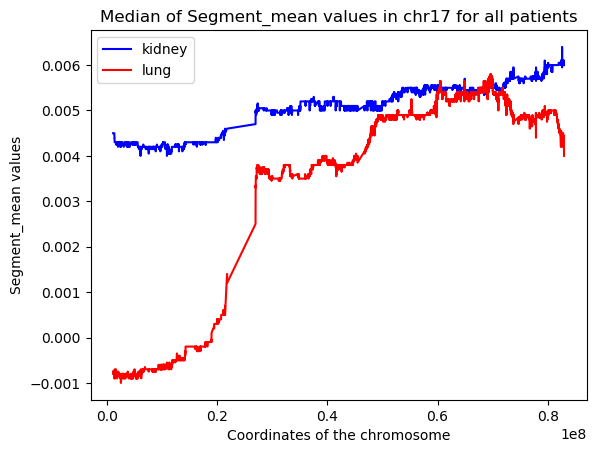 Median of Segment_mean values in chr17 for all patients
kidney
lung
Segment_mean values
0.006
0.005
0.004
0.003
0.002
0.001
0.000
−0.001
0.0 0.2 0.4 0.6 0.8
1e8
Coordinates of the chromosome